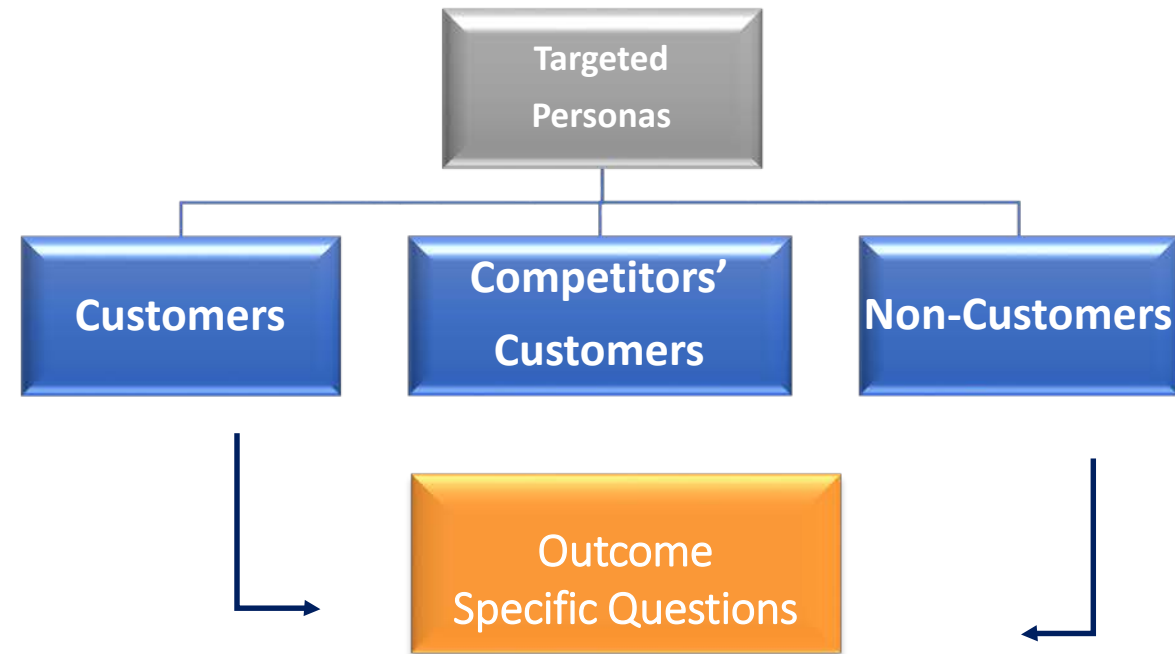 Targeted
Personas
Customers
Competitors’
Customers
Non-Customers
Outcome
Specific Questions